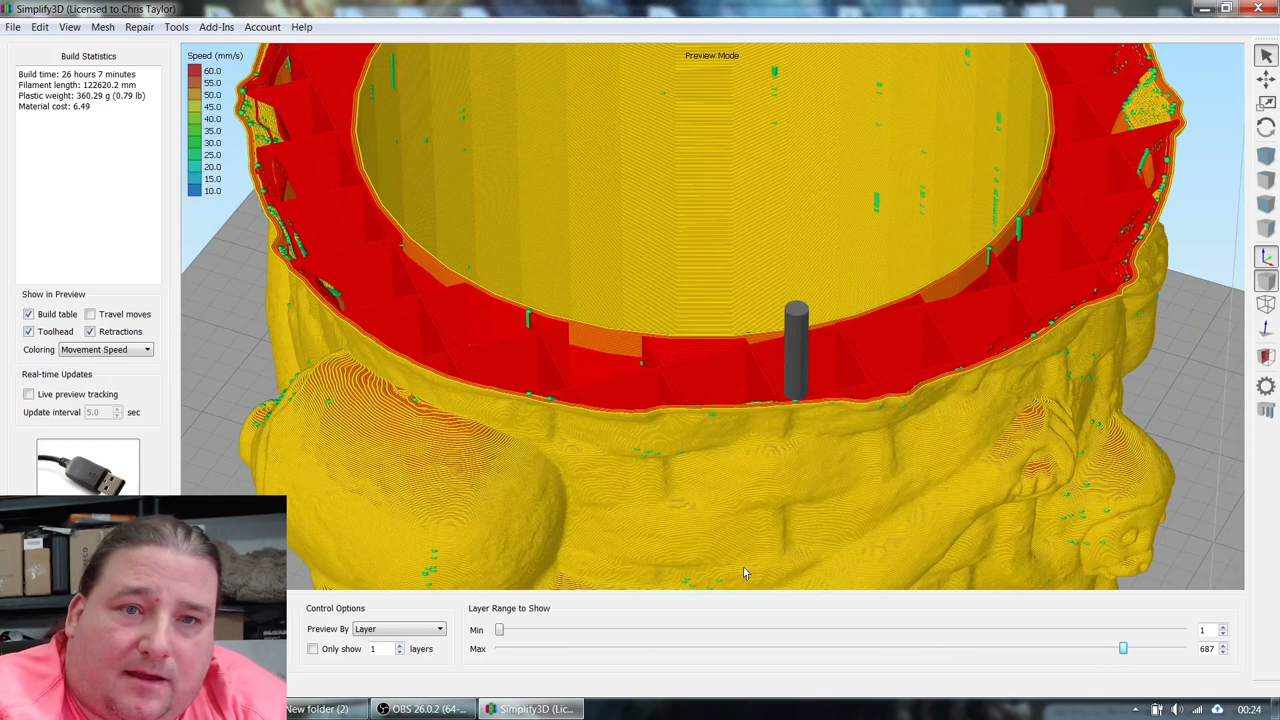 Simplify3D (Licensed to Chris Taylor)
File Edit View Mesh Repair Tools Add-Ins Account Help
Build Statistics
Build time: 26 hours 7 minutes
Filament length: 122620.2 mm
Plastic weight: 360.29 g (0.79 lb)
Material cost: 6.49
Speed (mm/s)
60.0
55.0
50.0
45.0
40.0
35.0
30.0
25.0
20.0
15.0
10.0
Preview Mode
Show in Preview
Build table Travel moves
Toolhead Retractions
Coloring Movement Speed
Real-time Updates
Live preview tracking
Update interval 5.0 sec
Control Options
Preview By Layer
Only show 1 layers
Layer Range to Show
Min 1
Max 687
New folder (2) OBS 26.0.2 (64-... Simplify3D (Lic... 00:24